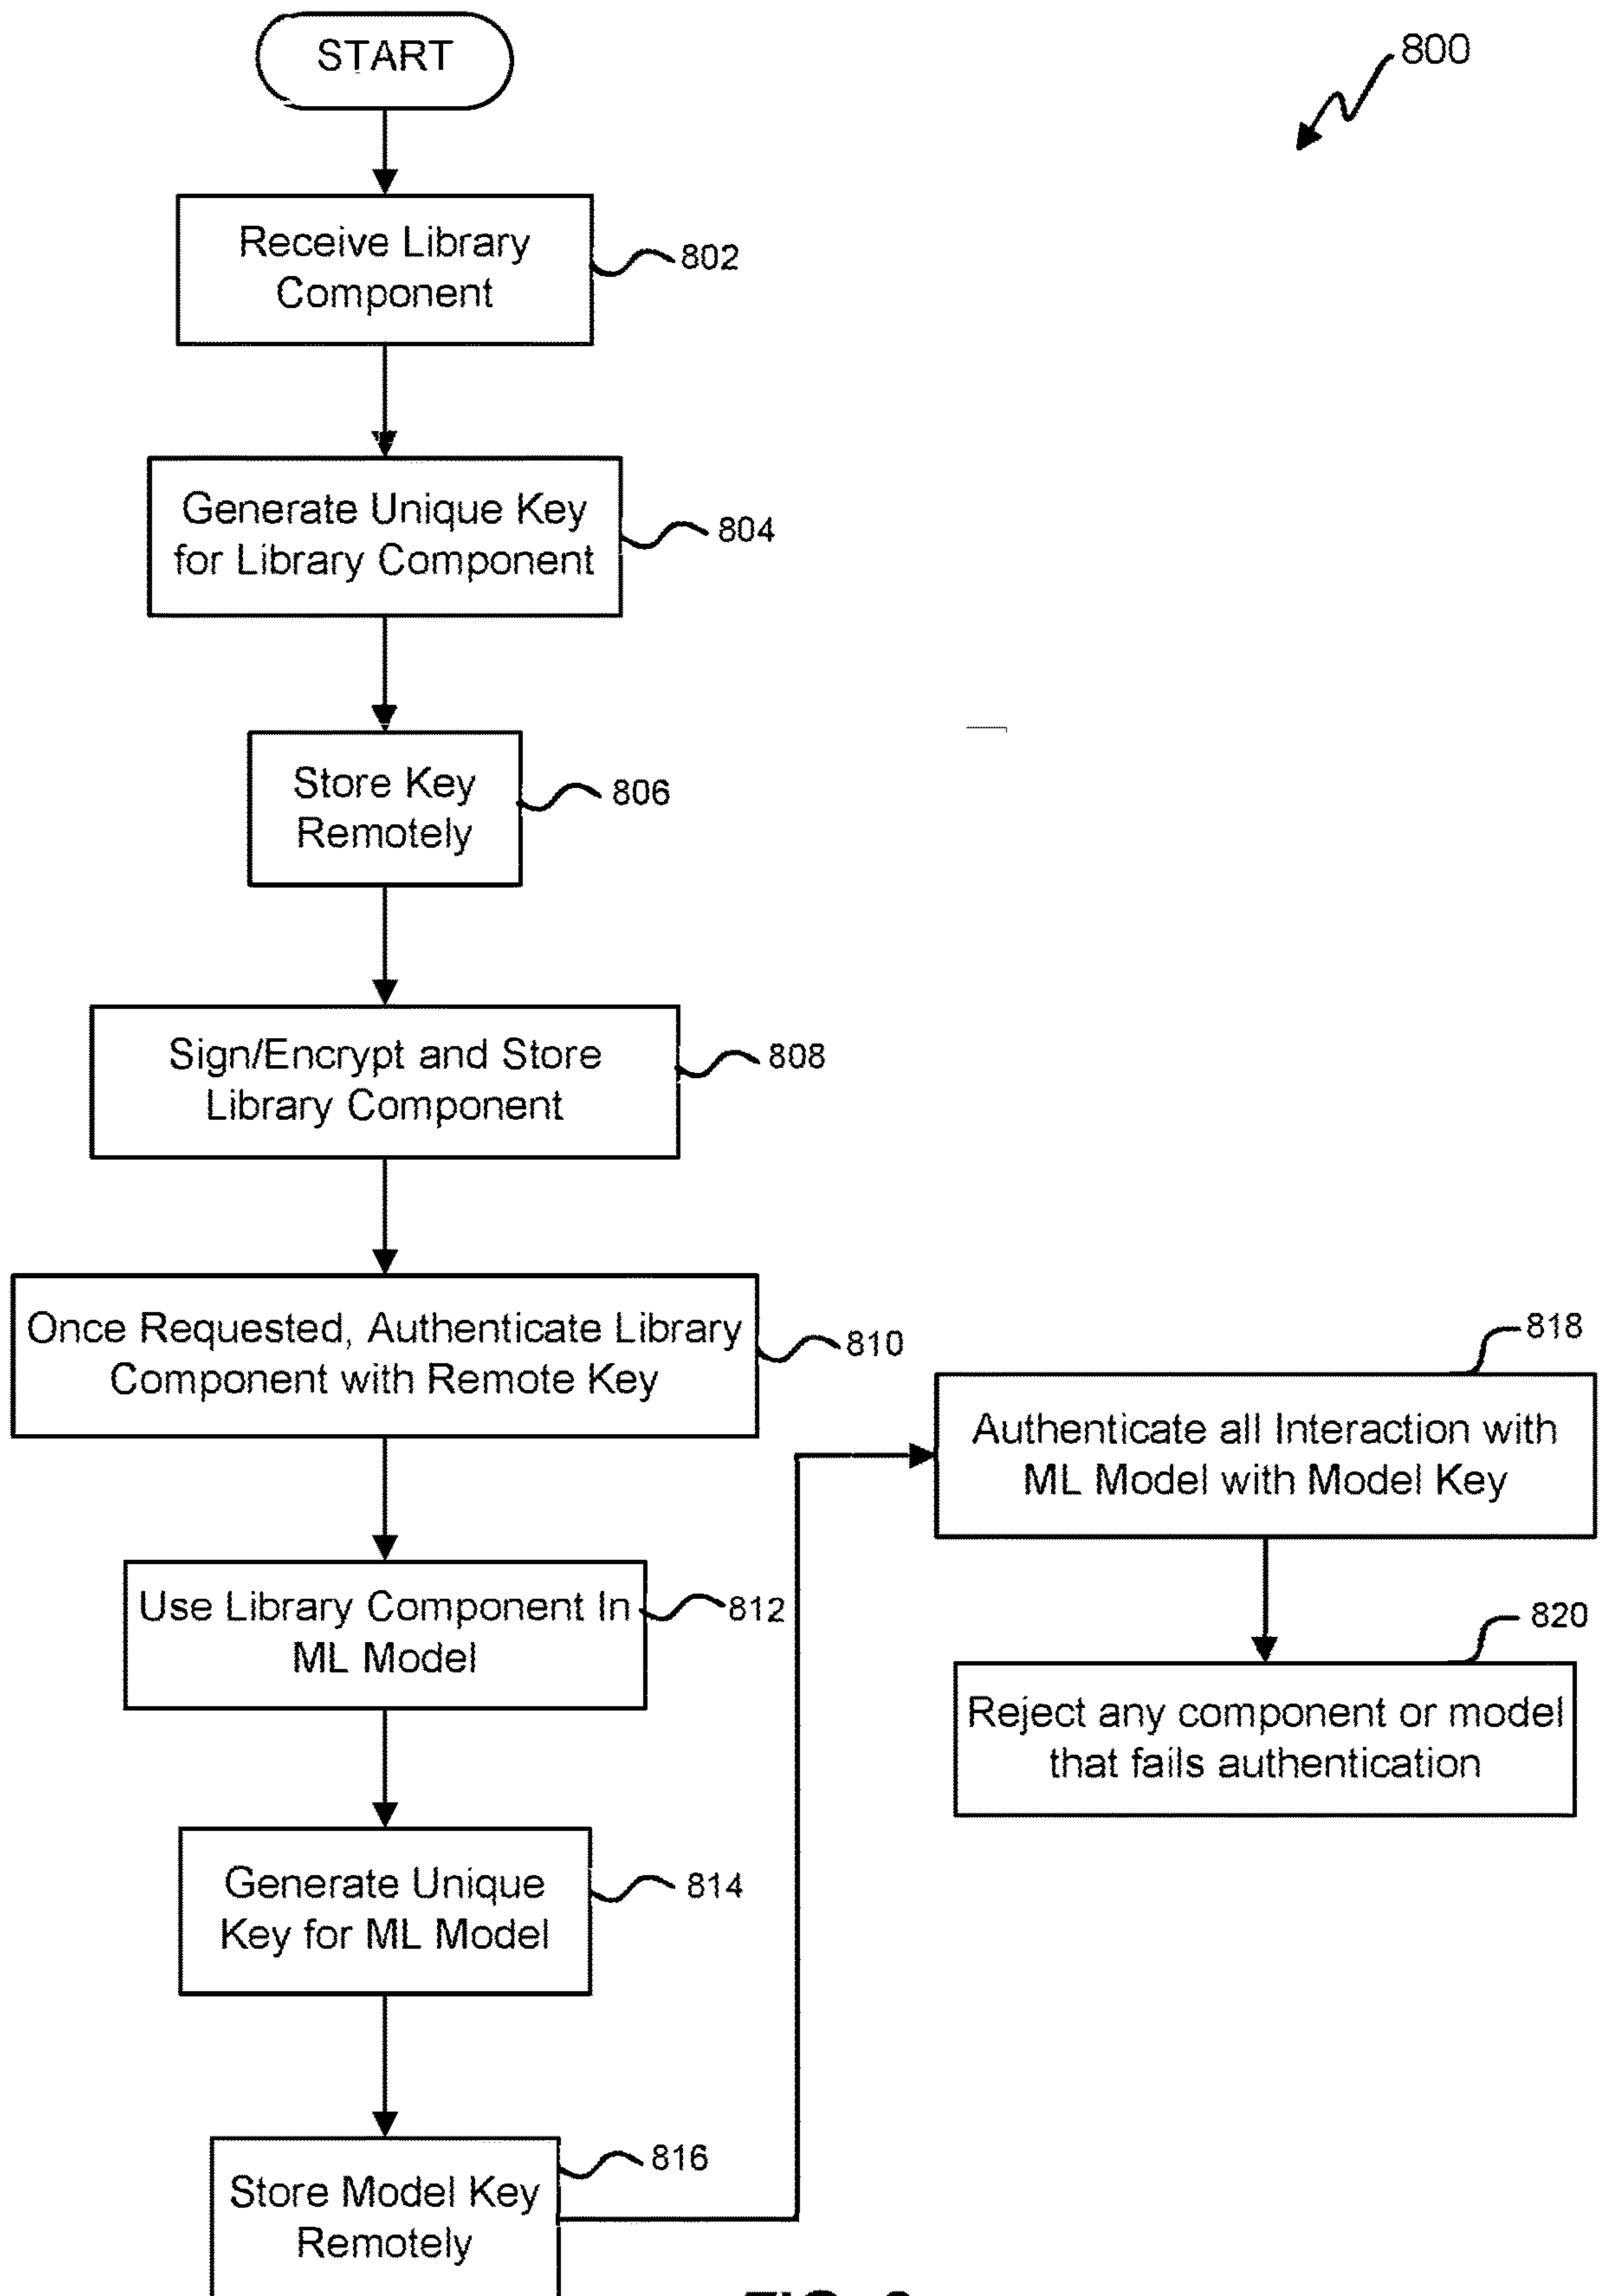 START
800
Receive Library
Component
802
Generate Unique Key
for Library Component
804
Store Key
Remotely
806
Sign/Encrypt and Store
Library Component
808
Once Requested, Authenticate Library
Component with Remote Key
810
Use Library Component In
ML Model
812
Generate Unique
Key for ML Model
814
Store Model Key
Remotely
816
818
Authenticate all Interaction with
ML Model with Model Key
820
Reject any component or model
that fails authentication